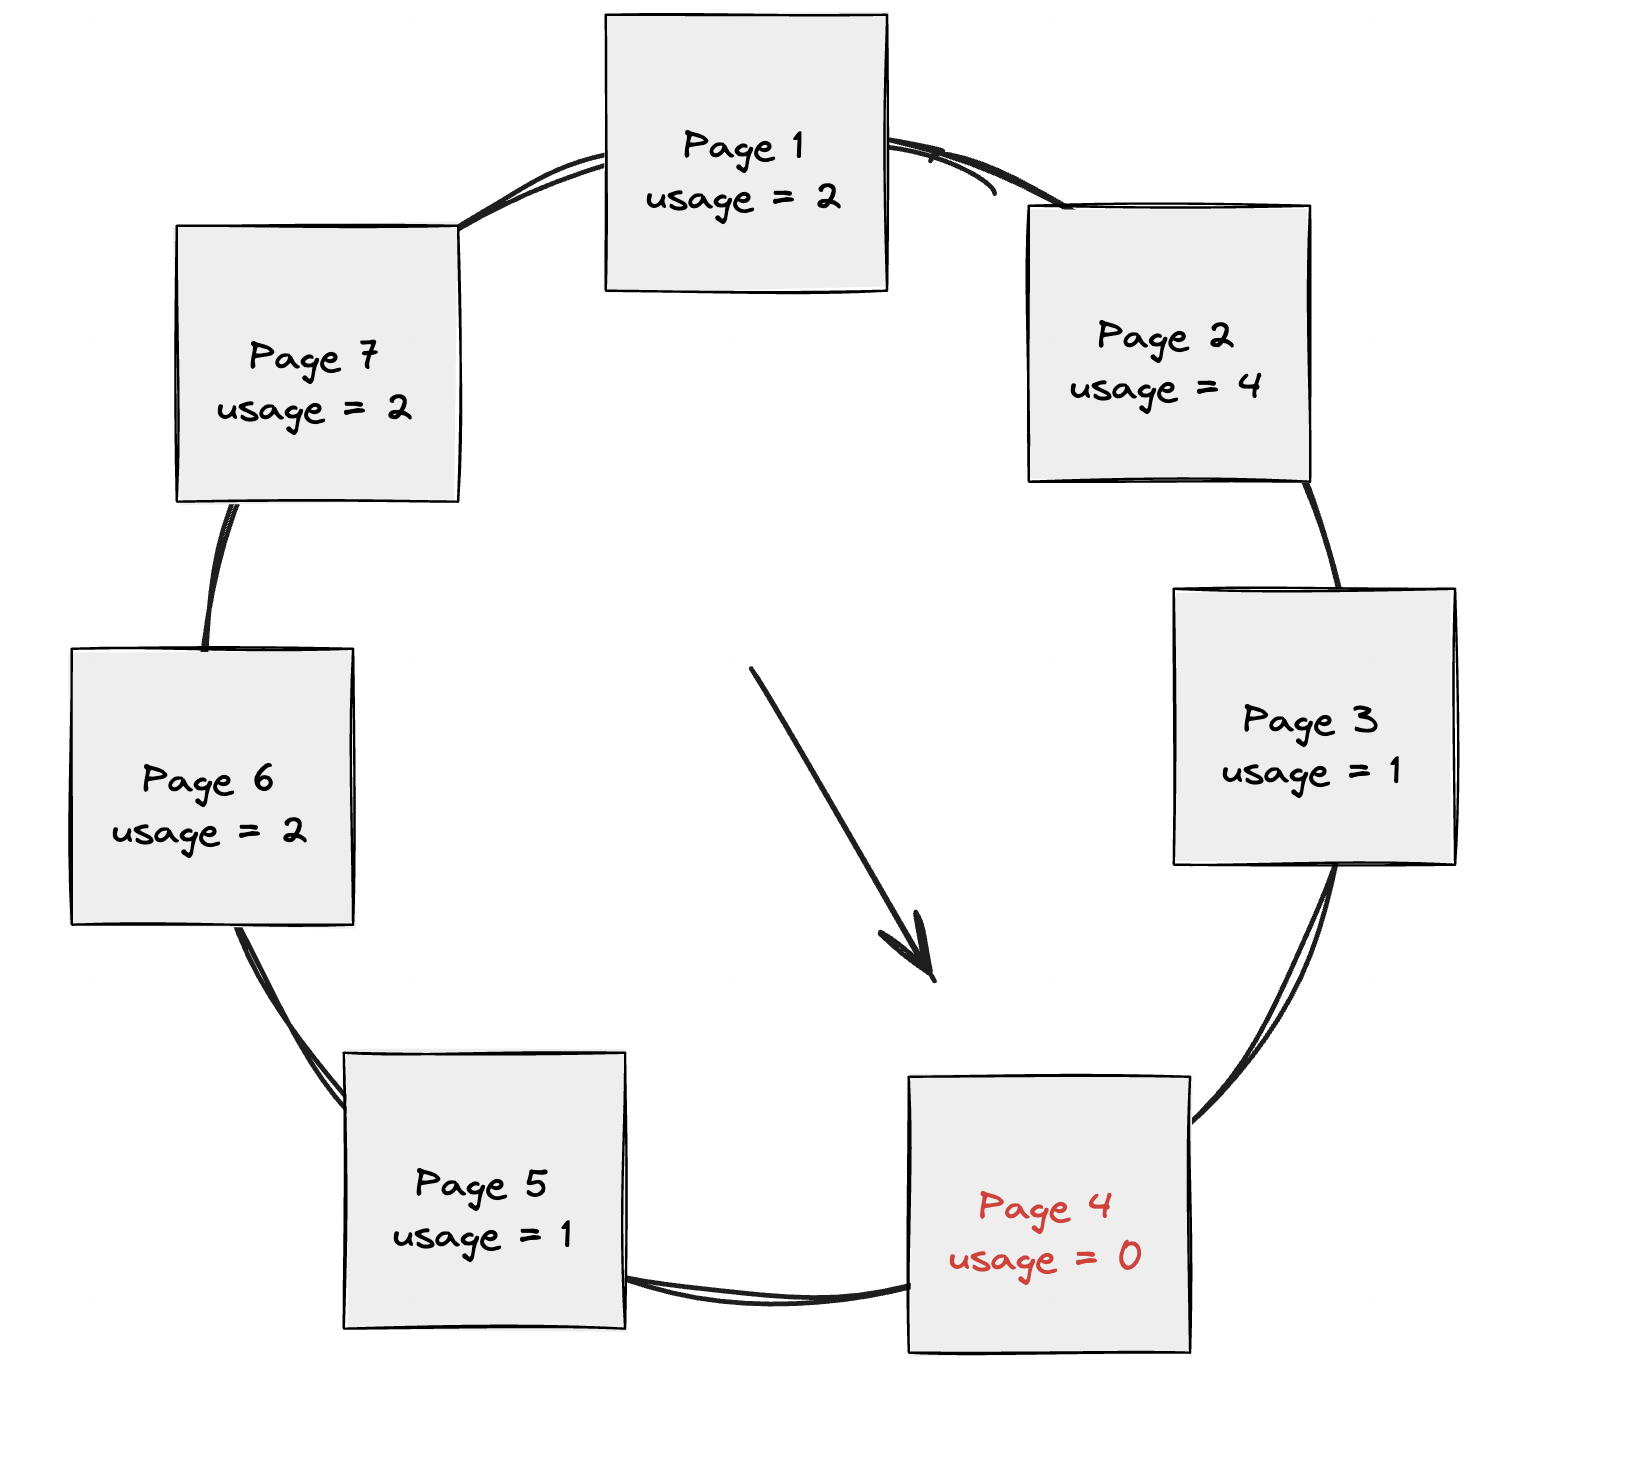 Page 1
usage = 2
Page 2
usage = 4
Page 3
usage = 1
Page 4
usage = 0
Page 5
usage = 1
Page 6
usage = 2
Page 7
usage = 2